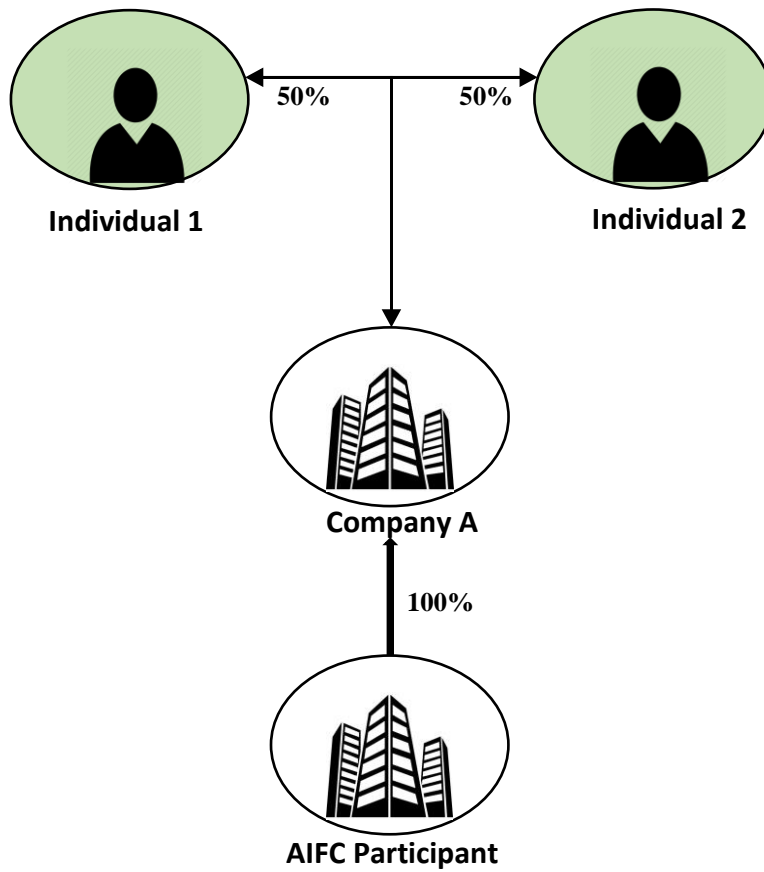 50%
50%
Individual 1
Individual 2
Company A
100%
AIFC Participant